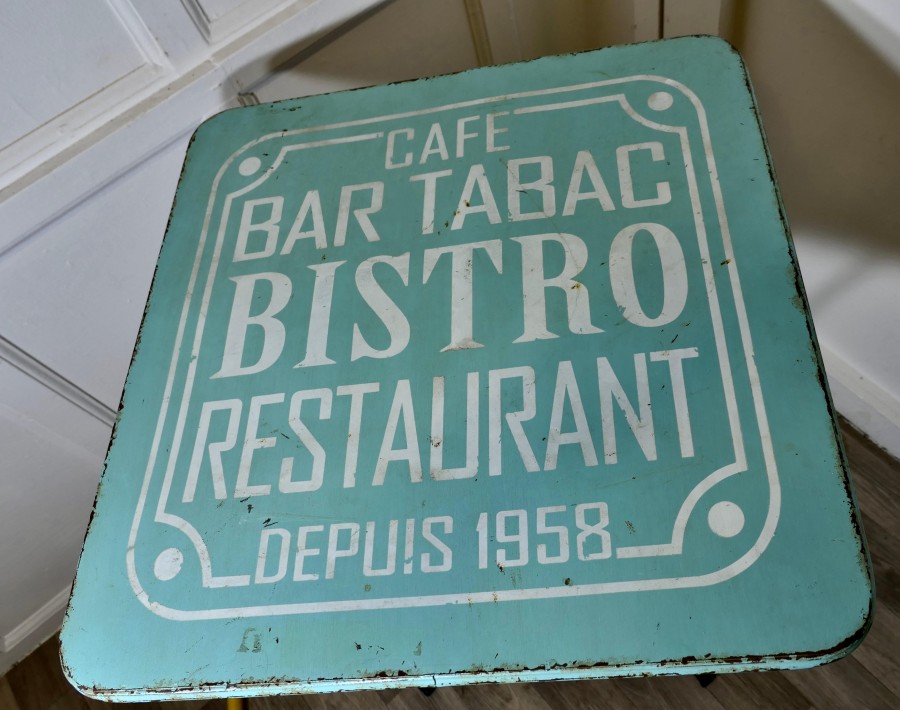 CAFE
BAR TABAC
BISTRO
RESTAURANT
DEPUIS 1958